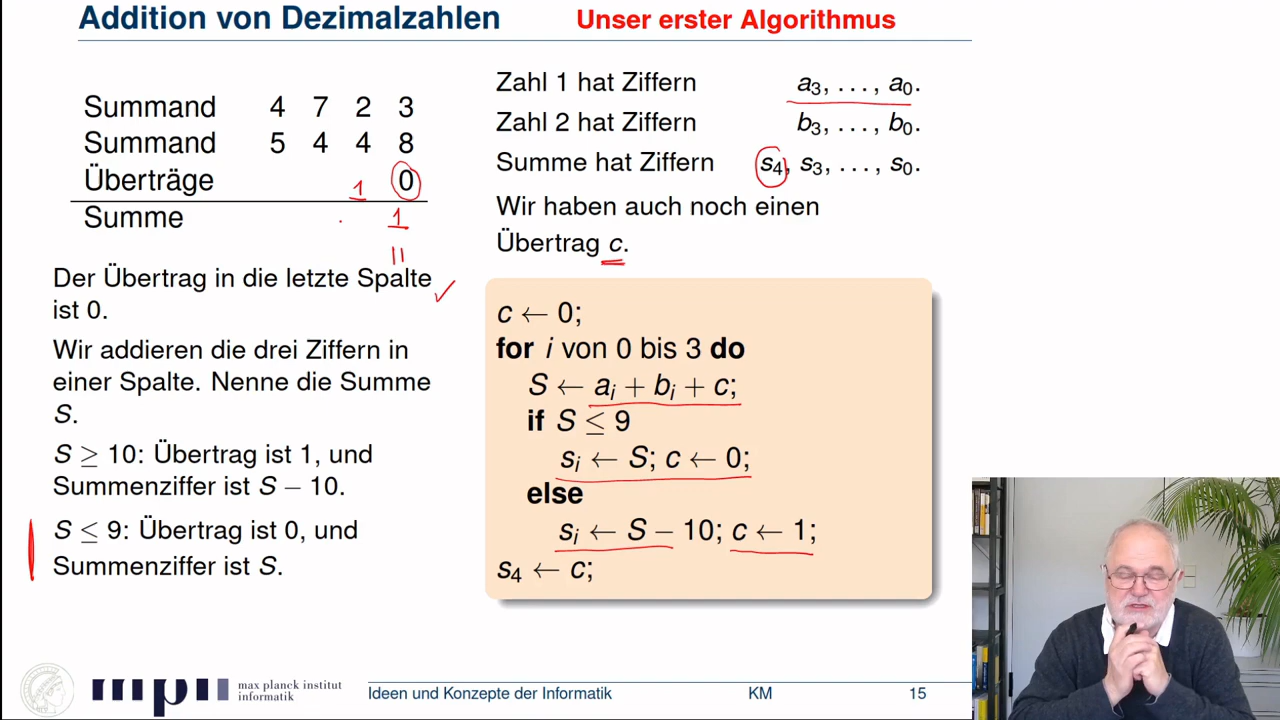 Addition von Dezimalzahlen
Unser erster Algorithmus
Summand 4 7 2 3
Summand 5 4 4 8
Überträge 1 0
Summe 1
11
Der Übertrag in die letzte Spalte
ist 0.
Wir addieren die drei Ziffern in
einer Spalte. Nenne die Summe
S.
S ≥ 10: Übertrag ist 1, und
Summenziffer ist S − 10.
S ≤ 9: Übertrag ist 0, und
Summenziffer ist S.
Zahl 1 hat Ziffern a₃, . . . , a₀.
Zahl 2 hat Ziffern b₃, . . . , b₀.
Summe hat Ziffern s₄, s₃, . . . , s₀.
Wir haben auch noch einen
Übertrag c.
c ← 0;
for i von 0 bis 3 do
S ← aᵢ + bᵢ + c;
if S ≤ 9
sᵢ ← S; c ← 0;
else
sᵢ ← S − 10; c ← 1;
s₄ ← c;
max planck institut
informatik
Ideen und Konzepte der Informatik
KM
15